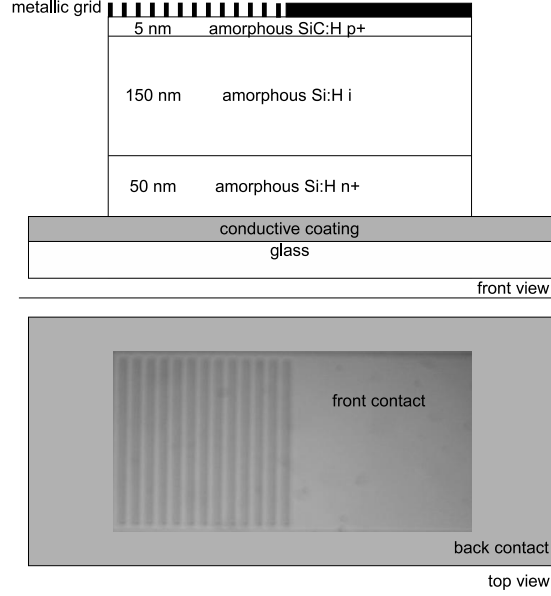 metallic grid
5 nm amorphous SiC:H p+
150 nm amorphous Si:H i
50 nm amorphous Si:H n+
conductive coating
glass
front view
front contact
back contact
top view